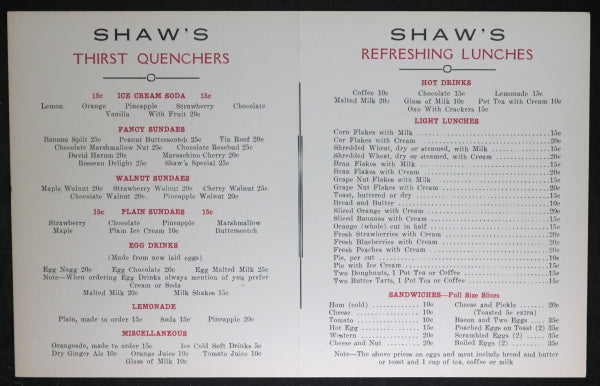 SHAW'S
THIRST QUENCHERS
15c ICE CREAM SODA 15c
Lemon Orange Pineapple Strawberry Chocolate
Vanilla With Fruit 20c
FANCY SUNDAES
Banana Split 25c Peanut Butterscotch 25c Tin Roof 20c
Chocolate Marshmallow Nut 25c Chocolate Rosebud 25c
David Harum 20c Maraschino Cherry 20c
Rossean Delight 25c Shaw's Special 25c
WALNUT SUNDAES
Maple Walnut 20c Strawberry Walnut 20c Cherry Walnut 25c
Chocolate Walnut 20c. Pineapple Walnut 20c
15c PLAIN SUNDAES 15c
Strawberry Chocolate Pineapple Marshmallow
Maple Plain Ice Cream 10c Butterscotch
EGG DRINKS
(Made from new laid eggs)
Egg Nogg 20c Egg Chocolate 20c Egg Malted Milk 25c
Note—When ordering Egg Drinks always mention if you prefer
Cream or Soda
Malted Milk 20c Milk Shakes 15c
LEMONADE
Plain, made to order 15c Soda 15c Pineapple 20c
MISCELLANEOUS
Orangeade, made to order 15c Ice Cold Soft Drinks 5c
Dry Ginger Ale 10c Orange Juice 10c Tomato Juice 10c
Glass of Milk 10c
SHAW'S
REFRESHING LUNCHES
HOT DRINKS
Coffee 10c Chocolate 15c Lemonade 15c
Malted Milk 20c Glass of Milk 10c Pot Tea with Cream 10c
Oxo With Crackers 15c
LIGHT LUNCHES
Corn Flakes with Milk 15c
Cor Flakes with Cream 20c
Shredded Wheat, dry or steamed, with Milk 15c
Shredded Wheat, dry or steamed, with Cream 20c
Bran Flakes with Milk 15c
Bran Flakes with Cream 20c
Grape Nut Flakes with Milk 15c
Grape Nut Flakes with Cream 20c
Toast, buttered or dry 15c
Bread and Butter 10c
Sliced Orange with Cream 20c
Sliced Bananas with Cream 15c
Orange (whole) cut in half 15c
Fresh Strawberries with Cream 20c
Fresh Blueberries with Cream 20c
Fresh Peaches with Cream 20c
Pie, per cut 10c
Pie with Ice Cream 15c
Two Doughnuts, 1 Pot Tea or Coffee 15c
Two Butter Tarts, 1 Pot Tea or Coffee 20c
SANDWICHES—Full Size Slices
Ham (cold) 10c
Cheese 10c
Tomato 10c
Hot Egg 15c
Western 20c
Cheese and Nut 20c
Cheese and Pickle 20c
(Toasted 5c extra)
Bacon and Two Eggs 35c
Poached Eggs on Toast (2) 35c
Scrambled Eggs (2) 35c
Boiled Eggs (2) 35c
Note—The above prices on eggs and meat include bread and butter
or toast and 1 cup of tea, coffee or milk